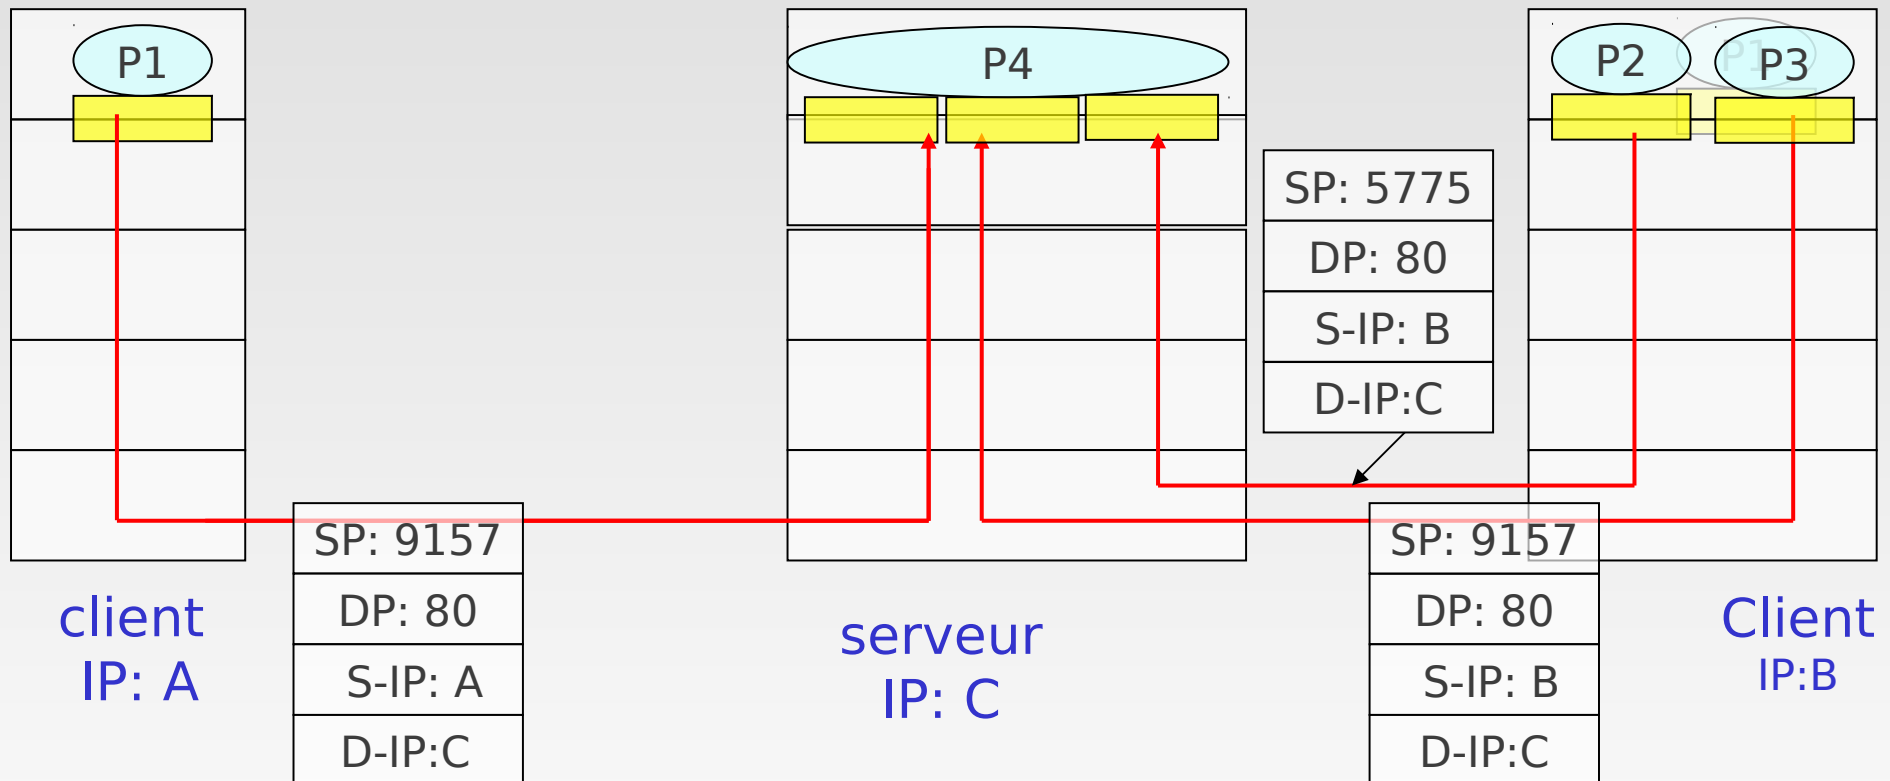 P1
P4
P2
P1
P3
SP: 5775
DP: 80
S-IP: B
D-IP:C
SP: 9157
DP: 80
S-IP: A
D-IP:C
SP: 9157
DP: 80
S-IP: B
D-IP:C
client
IP: A
serveur
IP: C
Client
IP:B